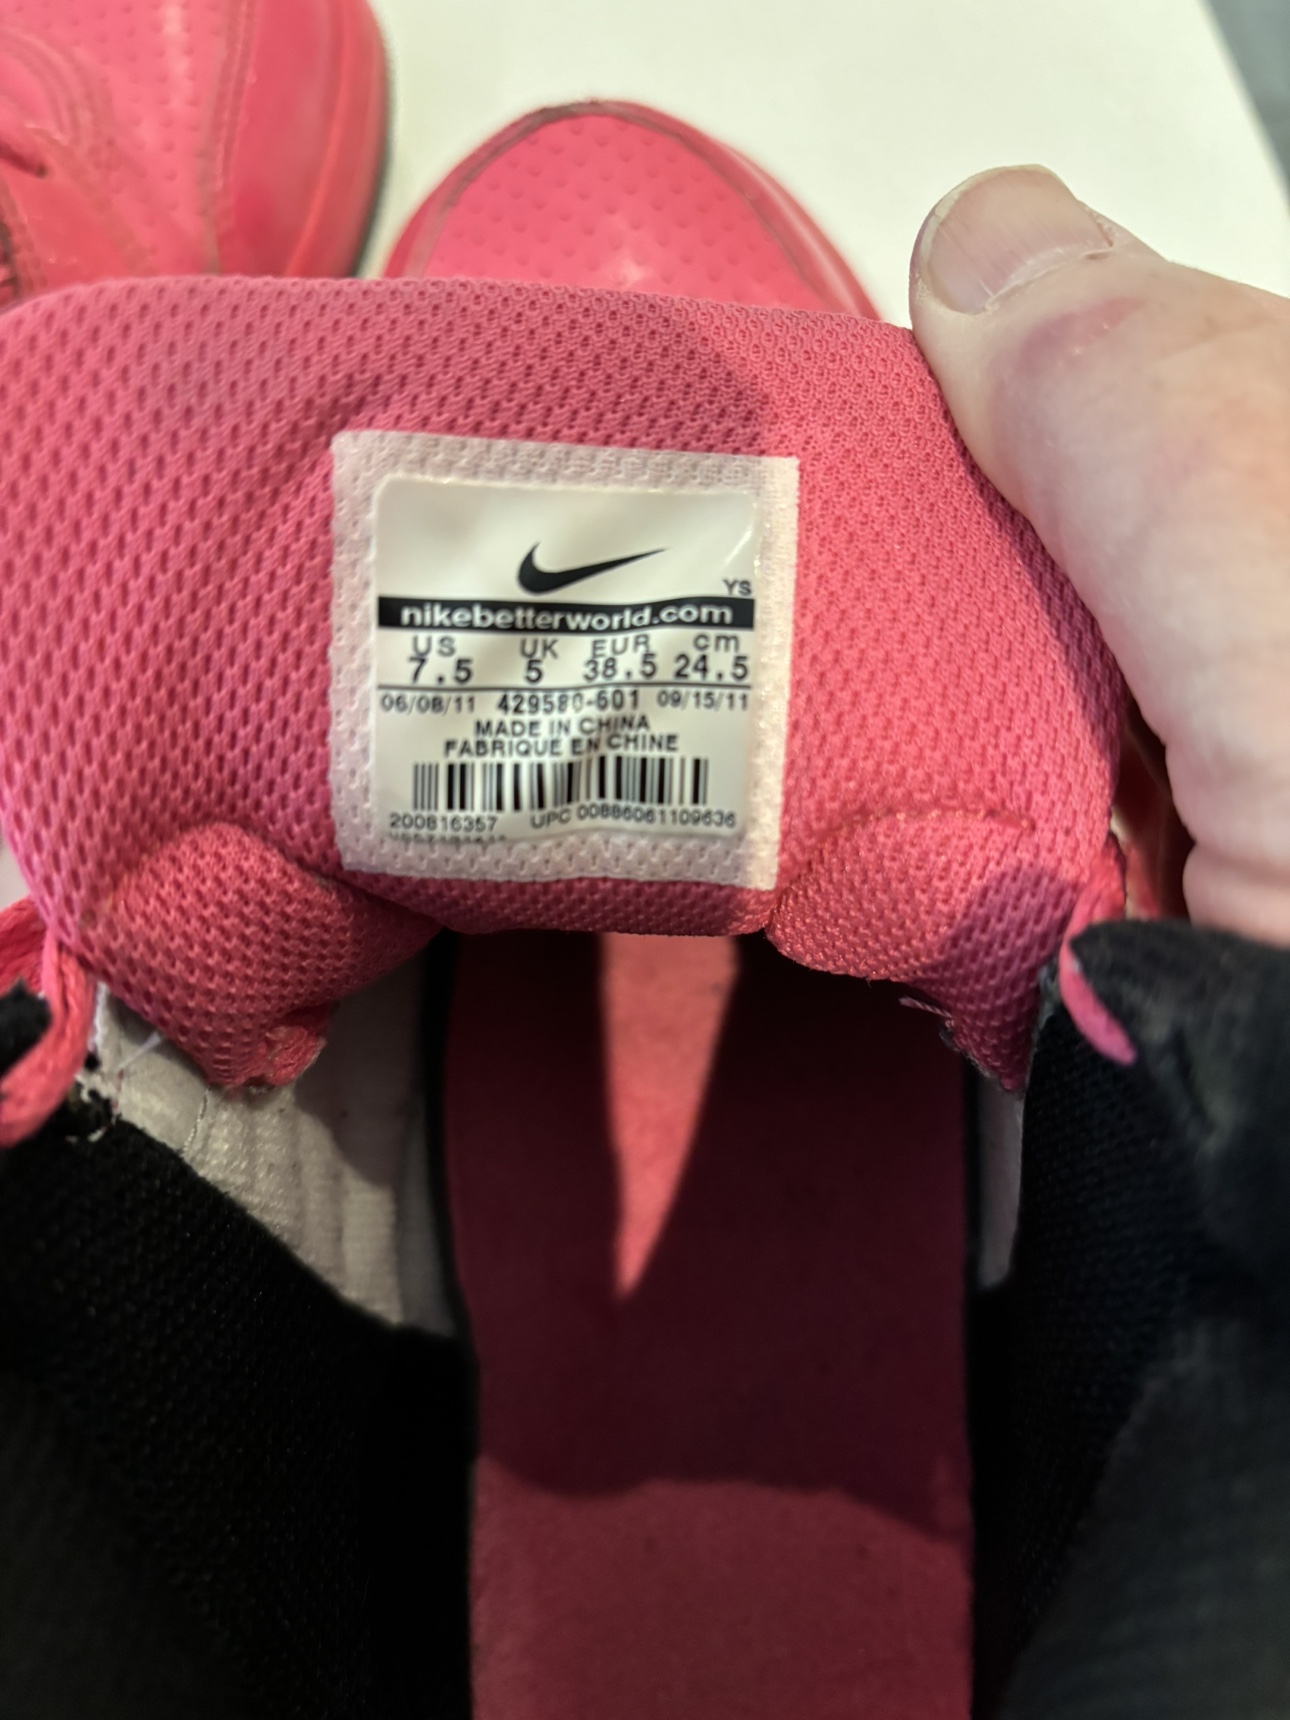 YS
nikebetterworld.com
US UK EUR cm
7.5 5 38.5 24.5
06/08/11 429580-601 09/15/11
MADE IN CHINA
FABRIQUE EN CHINE
200816357 UPC 00886061109636